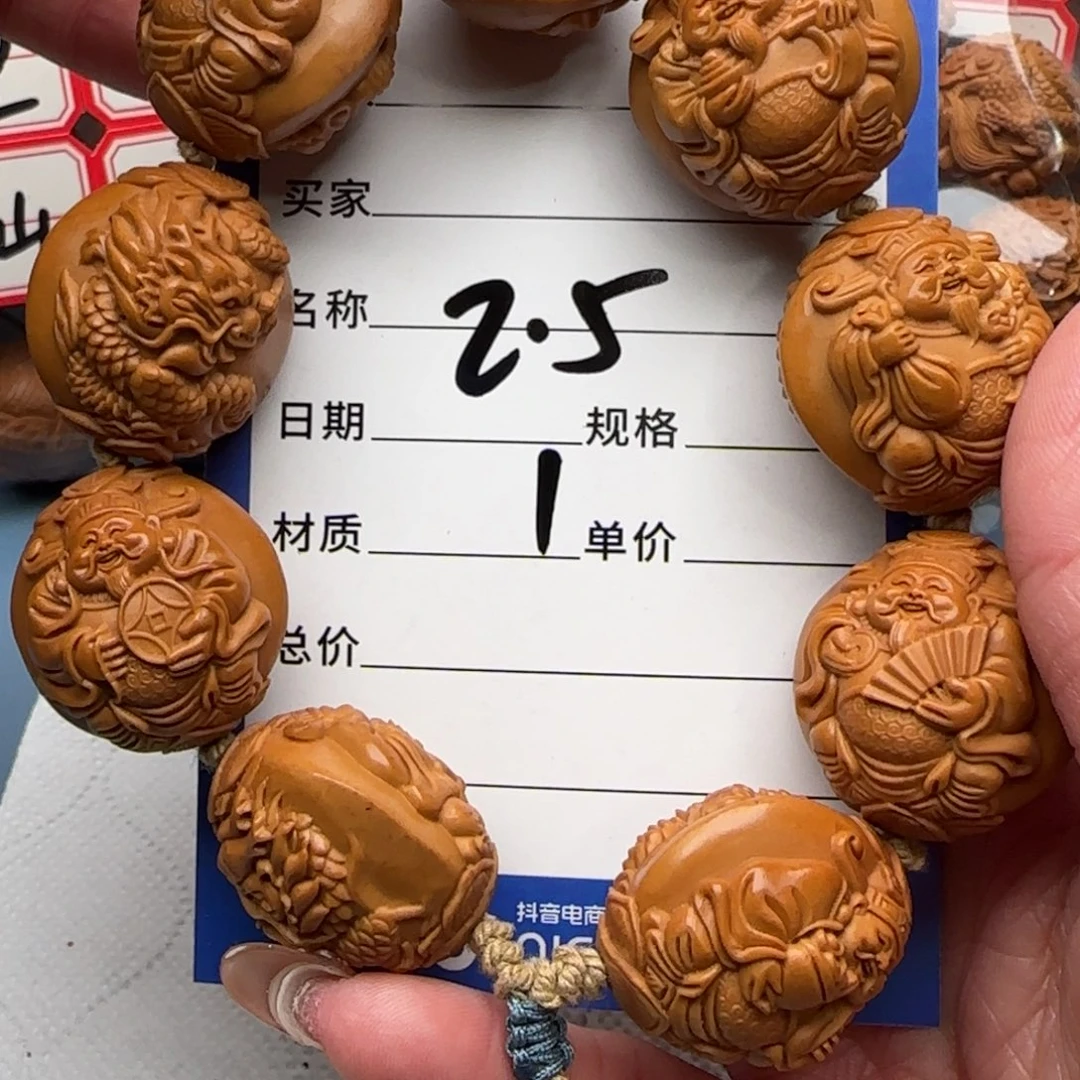 买家
名称 2.5
日期 规格
材质 1 单价
总价
抖音电商
山